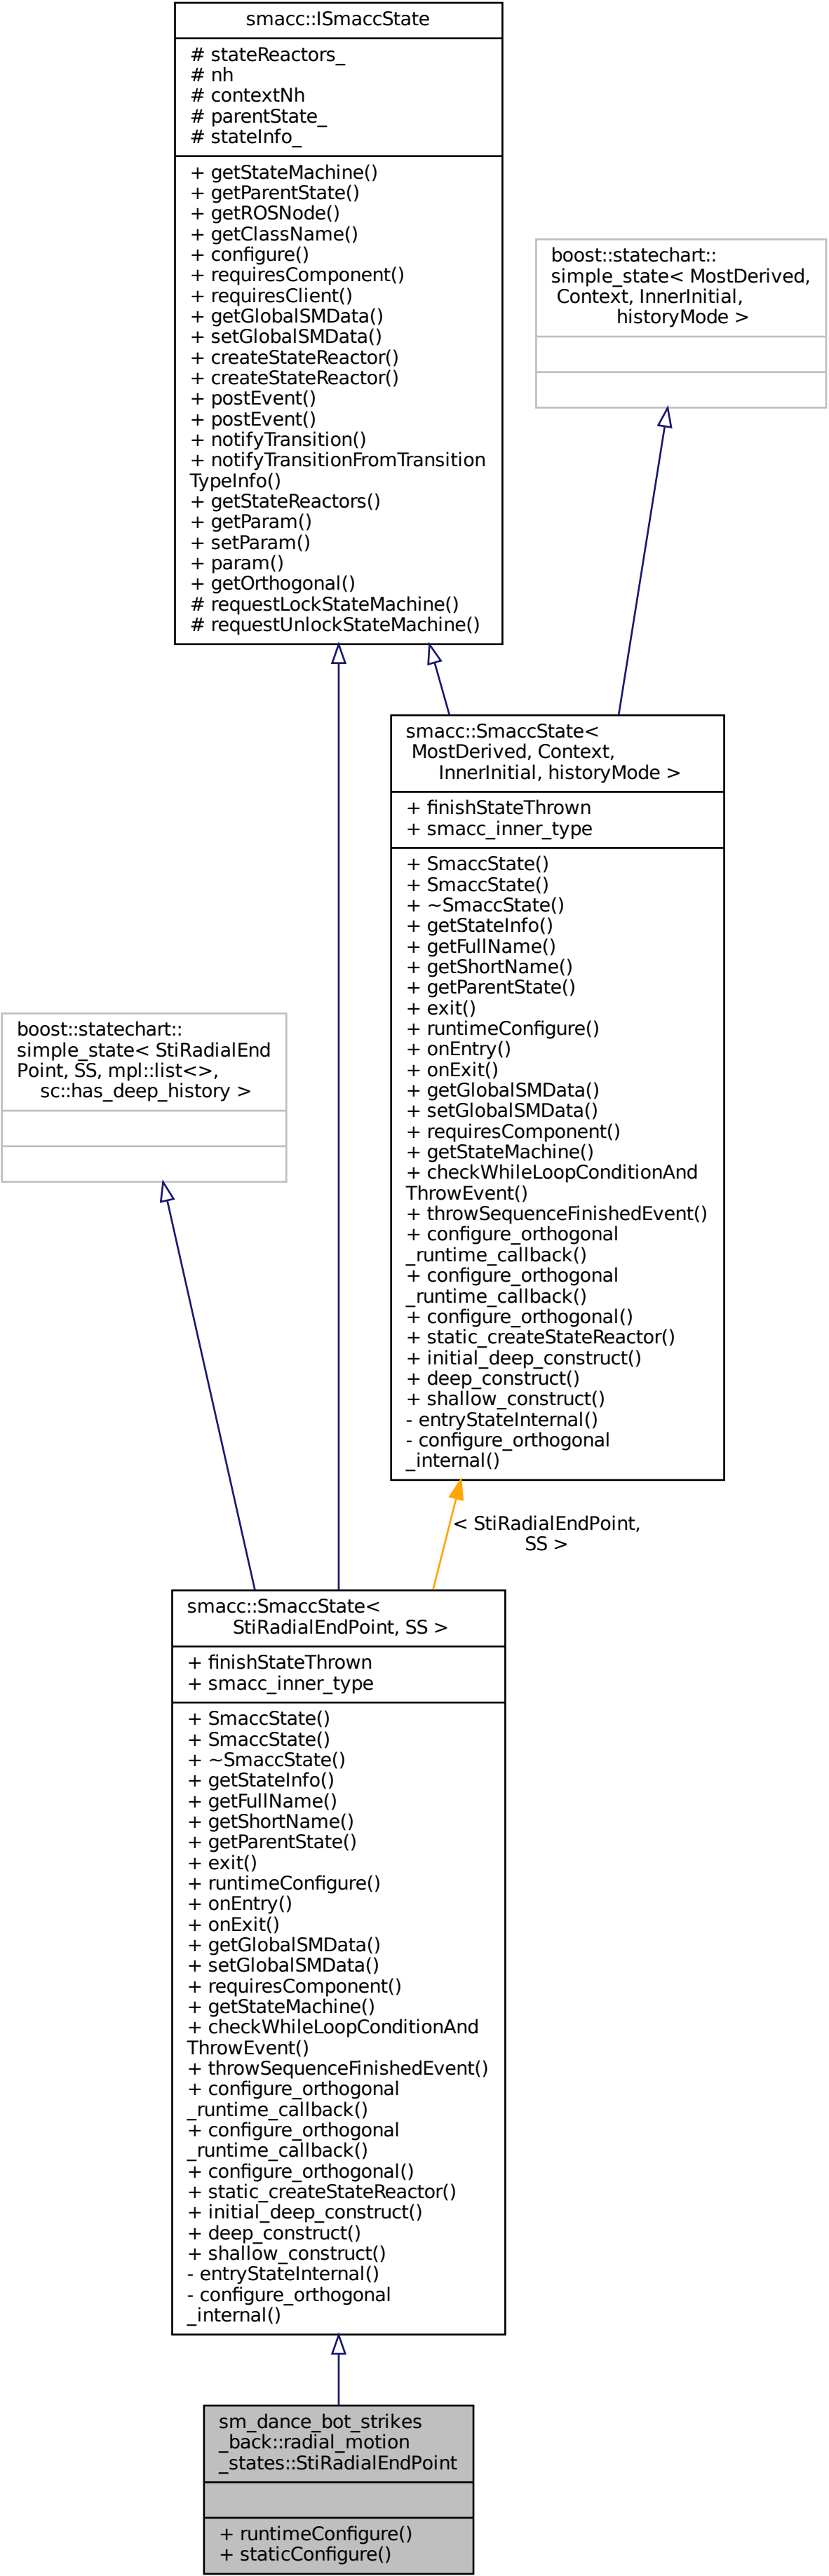 smacc::ISmaccState
# stateReactors_
# nh
# contextNh
# parentState_
# stateInfo_
+ getStateMachine()
+ getParentState()
+ getROSNode()
+ getClassName()
+ configure()
+ requiresComponent()
+ requiresClient()
+ getGlobalSMData()
+ setGlobalSMData()
+ createStateReactor()
+ createStateReactor()
+ postEvent()
+ postEvent()
+ notifyTransition()
+ notifyTransitionFromTransition
TypeInfo()
+ getStateReactors()
+ getParam()
+ setParam()
+ param()
+ getOrthogonal()
# requestLockStateMachine()
# requestUnlockStateMachine()
boost::statechart::
simple_state< MostDerived,
Context, InnerInitial,
historyMode >
smacc::SmaccState<
MostDerived, Context,
InnerInitial, historyMode >
+ finishStateThrown
+ smacc_inner_type
+ SmaccState()
+ SmaccState()
+ ~SmaccState()
+ getStateInfo()
+ getFullName()
+ getShortName()
+ getParentState()
+ exit()
+ runtimeConfigure()
+ onEntry()
+ onExit()
+ getGlobalSMData()
+ setGlobalSMData()
+ requiresComponent()
+ getStateMachine()
+ checkWhileLoopConditionAnd
ThrowEvent()
+ throwSequenceFinishedEvent()
+ configure_orthogonal
_runtime_callback()
+ configure_orthogonal
_runtime_callback()
+ configure_orthogonal()
+ static_createStateReactor()
+ initial_deep_construct()
+ deep_construct()
+ shallow_construct()
- entryStateInternal()
- configure_orthogonal
_internal()
boost::statechart::
simple_state< StiRadialEnd
Point, SS, mpl::list<>,
sc::has_deep_history >
< StiRadialEndPoint,
SS >
smacc::SmaccState<
StiRadialEndPoint, SS >
+ finishStateThrown
+ smacc_inner_type
+ SmaccState()
+ SmaccState()
+ ~SmaccState()
+ getStateInfo()
+ getFullName()
+ getShortName()
+ getParentState()
+ exit()
+ runtimeConfigure()
+ onEntry()
+ onExit()
+ getGlobalSMData()
+ setGlobalSMData()
+ requiresComponent()
+ getStateMachine()
+ checkWhileLoopConditionAnd
ThrowEvent()
+ throwSequenceFinishedEvent()
+ configure_orthogonal
_runtime_callback()
+ configure_orthogonal
_runtime_callback()
+ configure_orthogonal()
+ static_createStateReactor()
+ initial_deep_construct()
+ deep_construct()
+ shallow_construct()
- entryStateInternal()
- configure_orthogonal
_internal()
sm_dance_bot_strikes
_back::radial_motion
_states::StiRadialEndPoint
+ runtimeConfigure()
+ staticConfigure()